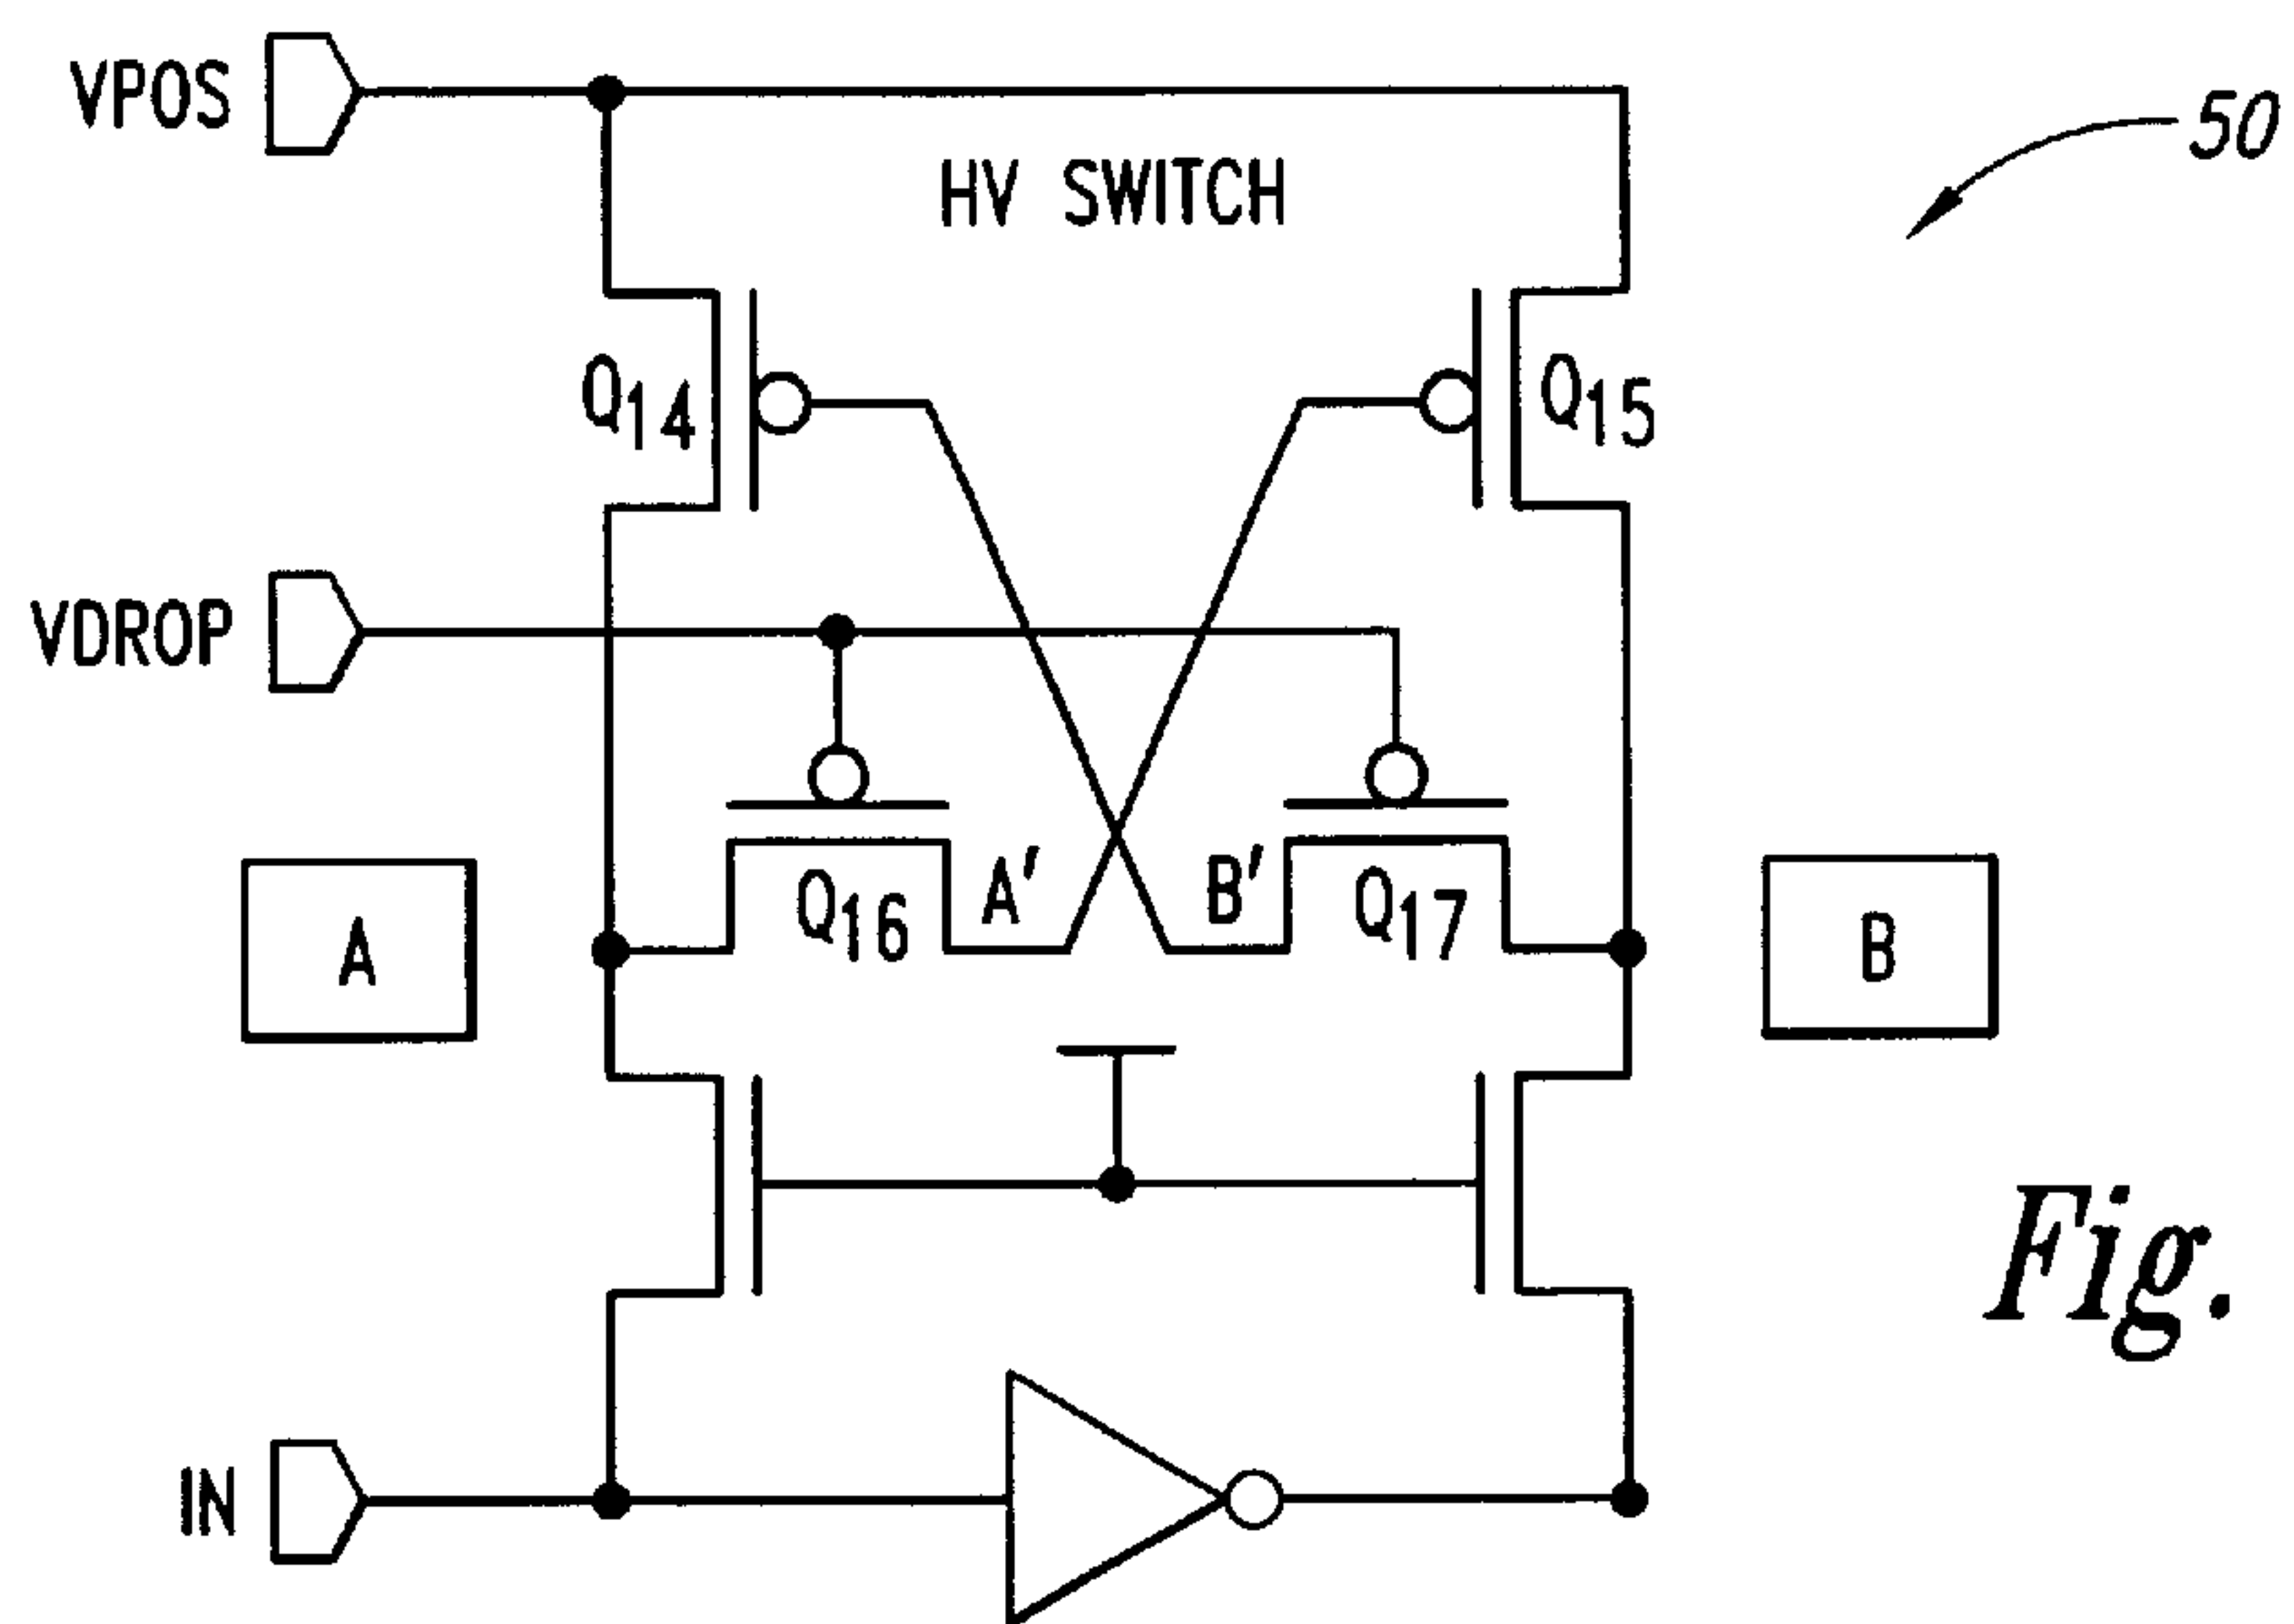 VPOS
50
HV SWITCH
Q14
Q15
VDROP
A'
B'
Q16
Q17
A
B
Fig.
IN